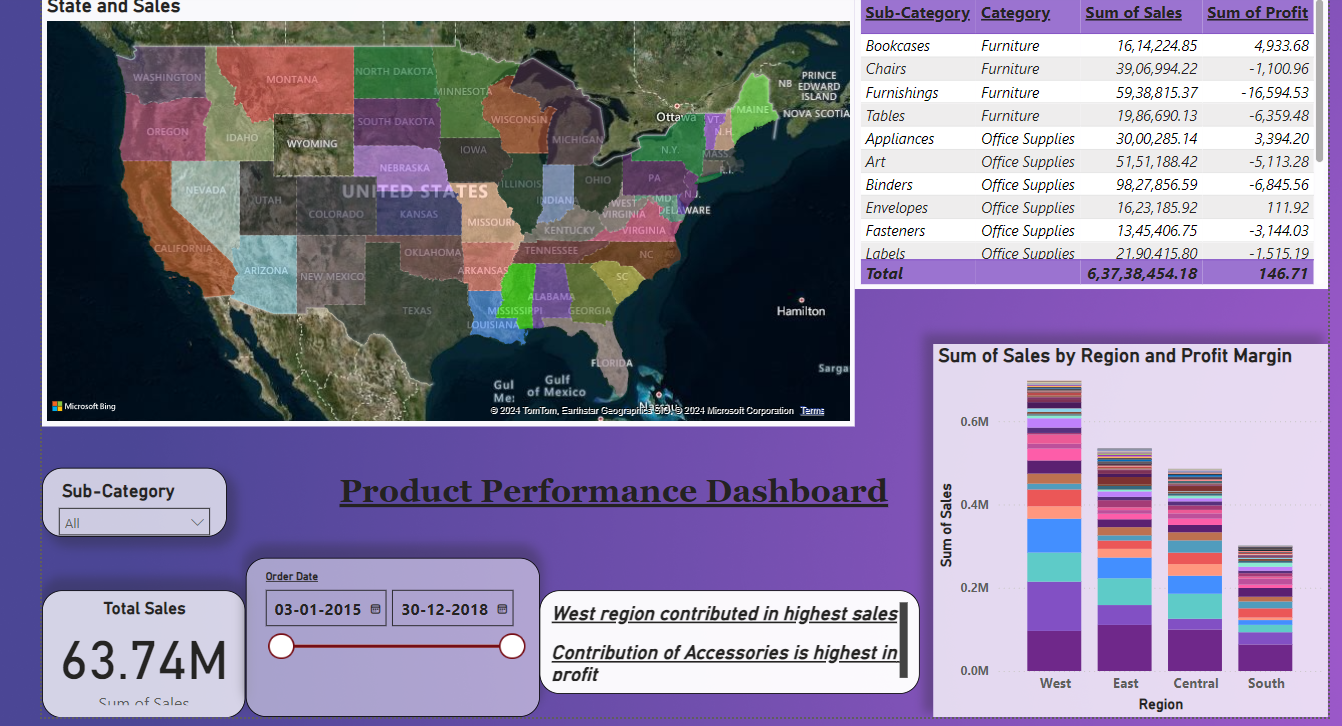 State and Sales
WASHINGTON
MONTANA
NORTH DAKOTA
MINNESOTA
OREGON
IDAHO
WYOMING
SOUTH DAKOTA
WISCONSIN
MICHIGAN
Ottawa
VT
MAINE
N.H.
NB
PRINCE
EDWARD
ISLAND
NOVA SCOTIA
N.Y.
MASS
R.I.
NEBRASKA
IOWA
NEVADA
UTAH
COLORADO
UNITED STATES
KANSAS
MISSOURI
ILLINOIS
INDIANA
OHIO
PA
N.J.
MD.
DELAWARE
WEST
VIRGINIA
VIRGINIA
KENTUCKY
CALIFORNIA
ARIZONA
NEW MEXICO
OKLAHOMA
ARKANSAS
TENNESSEE
NC
SC
TEXAS
LOUISIANA
MISSISSIPPI
ALABAMA
GEORGIA
FLORIDA
Hamilton
Gulf
of Mexico
Microsoft Bing
© 2024 TomTom, Earthstar Geographics SIO, © 2024 Microsoft Corporation Terms
Sub-Category Category Sum of Sales Sum of Profit
Bookcases Furniture 16,14,224.85 4,933.68
Chairs Furniture 39,06,994.22 -1,100.96
Furnishings Furniture 59,38,815.37 -16,594.53
Tables Furniture 19,86,690.13 -6,359.48
Appliances Office Supplies 30,00,285.14 3,394.20
Art Office Supplies 51,51,188.42 -5,113.28
Binders Office Supplies 98,27,856.59 -6,845.56
Envelopes Office Supplies 16,23,185.92 111.92
Fasteners Office Supplies 13,45,406.75 -3,144.03
Labels Office Supplies 21,90,415.80 -1,515.19
Total 6,37,38,454.18 146.71
Sub-Category
All
Product Performance Dashboard
Total Sales
63.74M
Sum of Sales
Order Date
03-01-2015 30-12-2018
West region contributed in highest sales
Contribution of Accessories is highest in
profit
Sum of Sales by Region and Profit Margin
Sum of Sales
0.6M
0.4M
0.2M
0.0M
West East Central South
Region